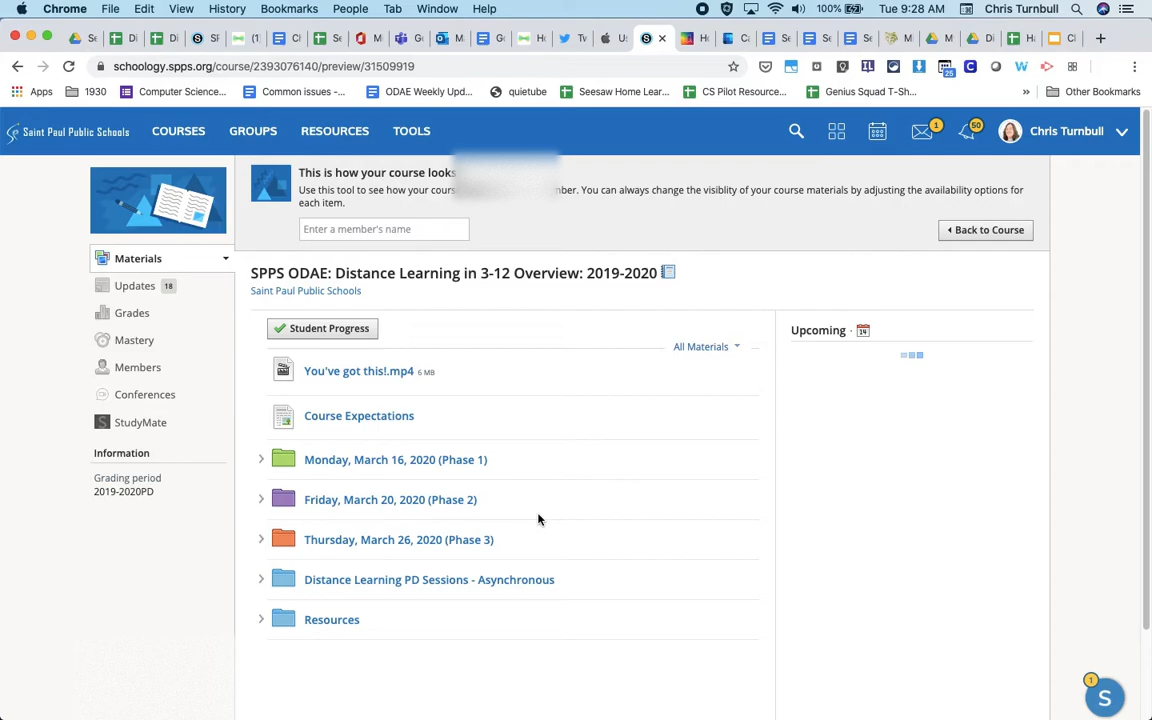 Chrome File Edit View History Bookmarks People Tab Window Help 100% Tue 9:28 AM Chris Turnbull
schoology.spps.org/course/2393076140/preview/31509919
25
Apps 1930 Computer Science... Common issues -... ODAE Weekly Upd... quietube Seesaw Home Lear... CS Pilot Resource... Genius Squad T-Sh... » Other Bookmarks
Saint Paul Public Schools COURSES GROUPS RESOURCES TOOLS 1 50 Chris Turnbull
This is how your course looks
Use this tool to see how your cour ber. You can always change the visiblity of your course materials by adjusting the availability options for
each item.
Enter a member's name
Back to Course
Materials
Updates 18
Grades
Mastery
Members
Conferences
StudyMate
Information
Grading period
2019-2020PD
SPPS ODAE: Distance Learning in 3-12 Overview: 2019-2020
Saint Paul Public Schools
Student Progress
All Materials
You've got this!.mp4 6 MB
Course Expectations
Monday, March 16, 2020 (Phase 1)
Friday, March 20, 2020 (Phase 2)
Thursday, March 26, 2020 (Phase 3)
Distance Learning PD Sessions - Asynchronous
Resources
Upcoming · 14
1
S